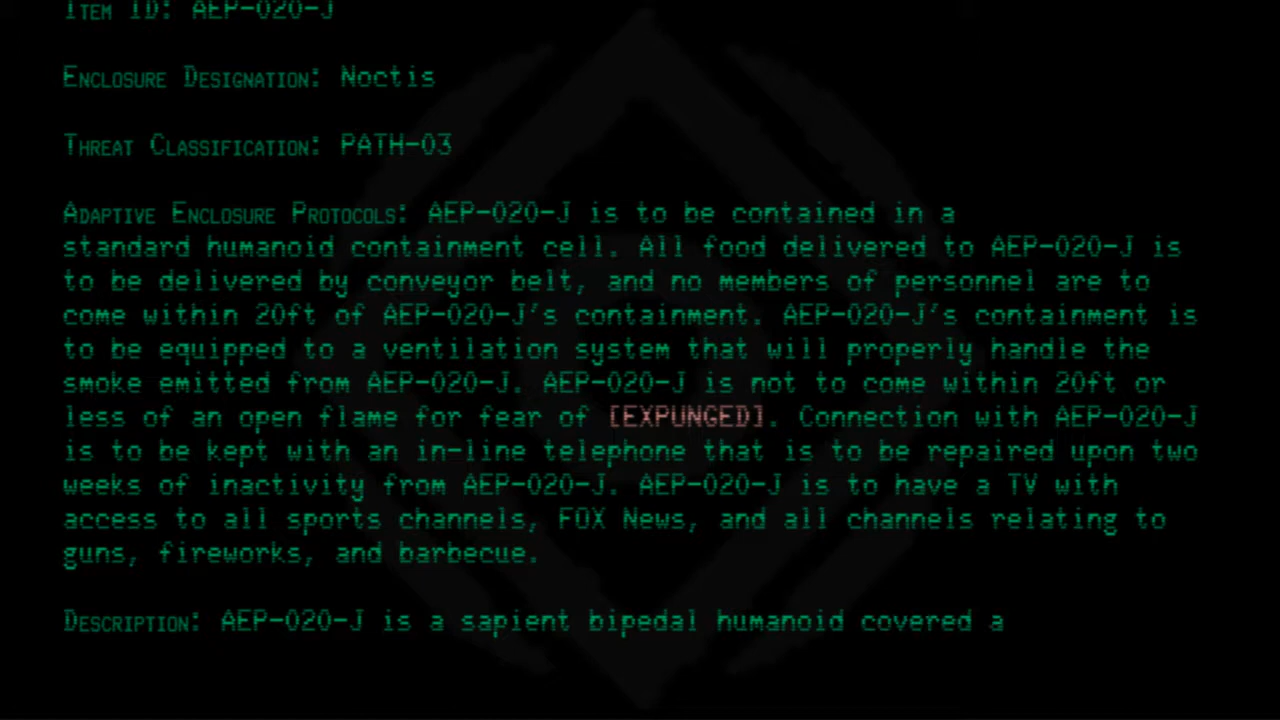 Item ID: AEP-020-J
Enclosure Designation: Noctis
Threat Classification: PATH-03
Adaptive Enclosure Protocols: AEP-020-J is to be contained in a
standard humanoid containment cell. All food delivered to AEP-020-J is
to be delivered by conveyor belt, and no members of personnel are to
come within 20ft of AEP-020-J's containment. AEP-020-J's containment is
to be equipped to a ventilation system that will properly handle the
smoke emitted from AEP-020-J. AEP-020-J is not to come within 20ft or
less of an open flame for fear of [EXPUNGED]. Connection with AEP-020-J
is to be kept with an in-line telephone that is to be repaired upon two
weeks of inactivity from AEP-020-J. AEP-020-J is to have a TV with
access to all sports channels, FOX News, and all channels relating to
guns, fireworks, and barbecue.
Description: AEP-020-J is a sapient bipedal humanoid covered a